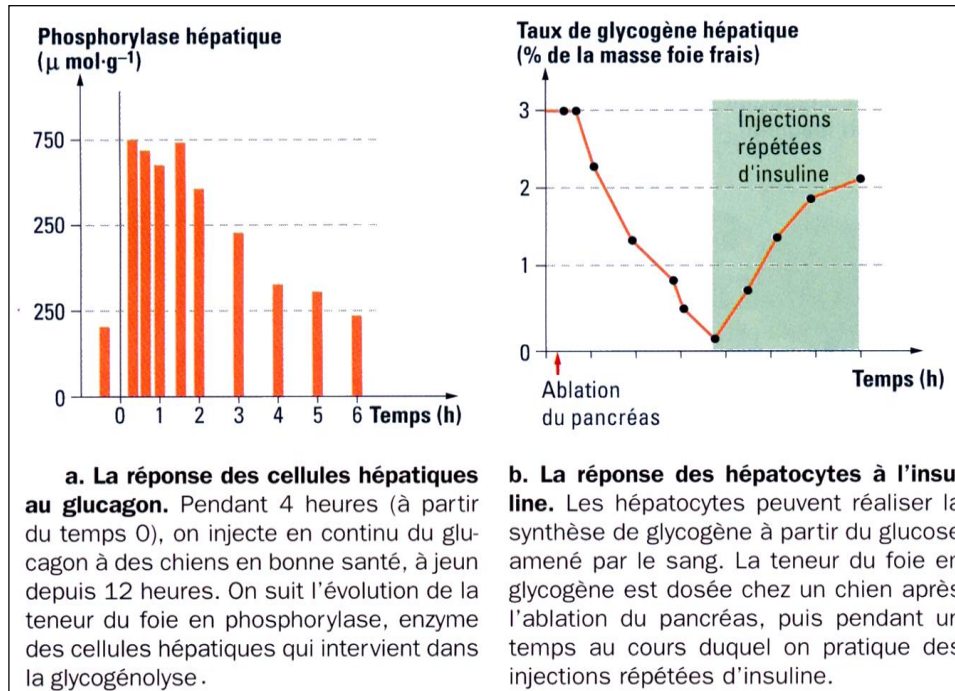 Phosphorylase hépatique
(μ mol·g⁻¹)
750
250
250
0
0 1 2 3 4 5 6 Temps (h)
Taux de glycogène hépatique
(% de la masse foie frais)
3
2
1
0
Injections
répétées
d'insuline
Temps (h)
Ablation
du pancréas
a. La réponse des cellules hépatiques
au glucagon. Pendant 4 heures (à partir
du temps 0), on injecte en continu du glu-
cagon à des chiens en bonne santé, à jeun
depuis 12 heures. On suit l'évolution de la
teneur du foie en phosphorylase, enzyme
des cellules hépatiques qui intervient dans
la glycogénolyse.
b. La réponse des hépatocytes à l'insu
line. Les hépatocytes peuvent réaliser la
synthèse de glycogène à partir du glucose
amené par le sang. La teneur du foie en
glycogène est dosée chez un chien après
l'ablation du pancréas, puis pendant un
temps au cours duquel on pratique des
injections répétées d'insuline.